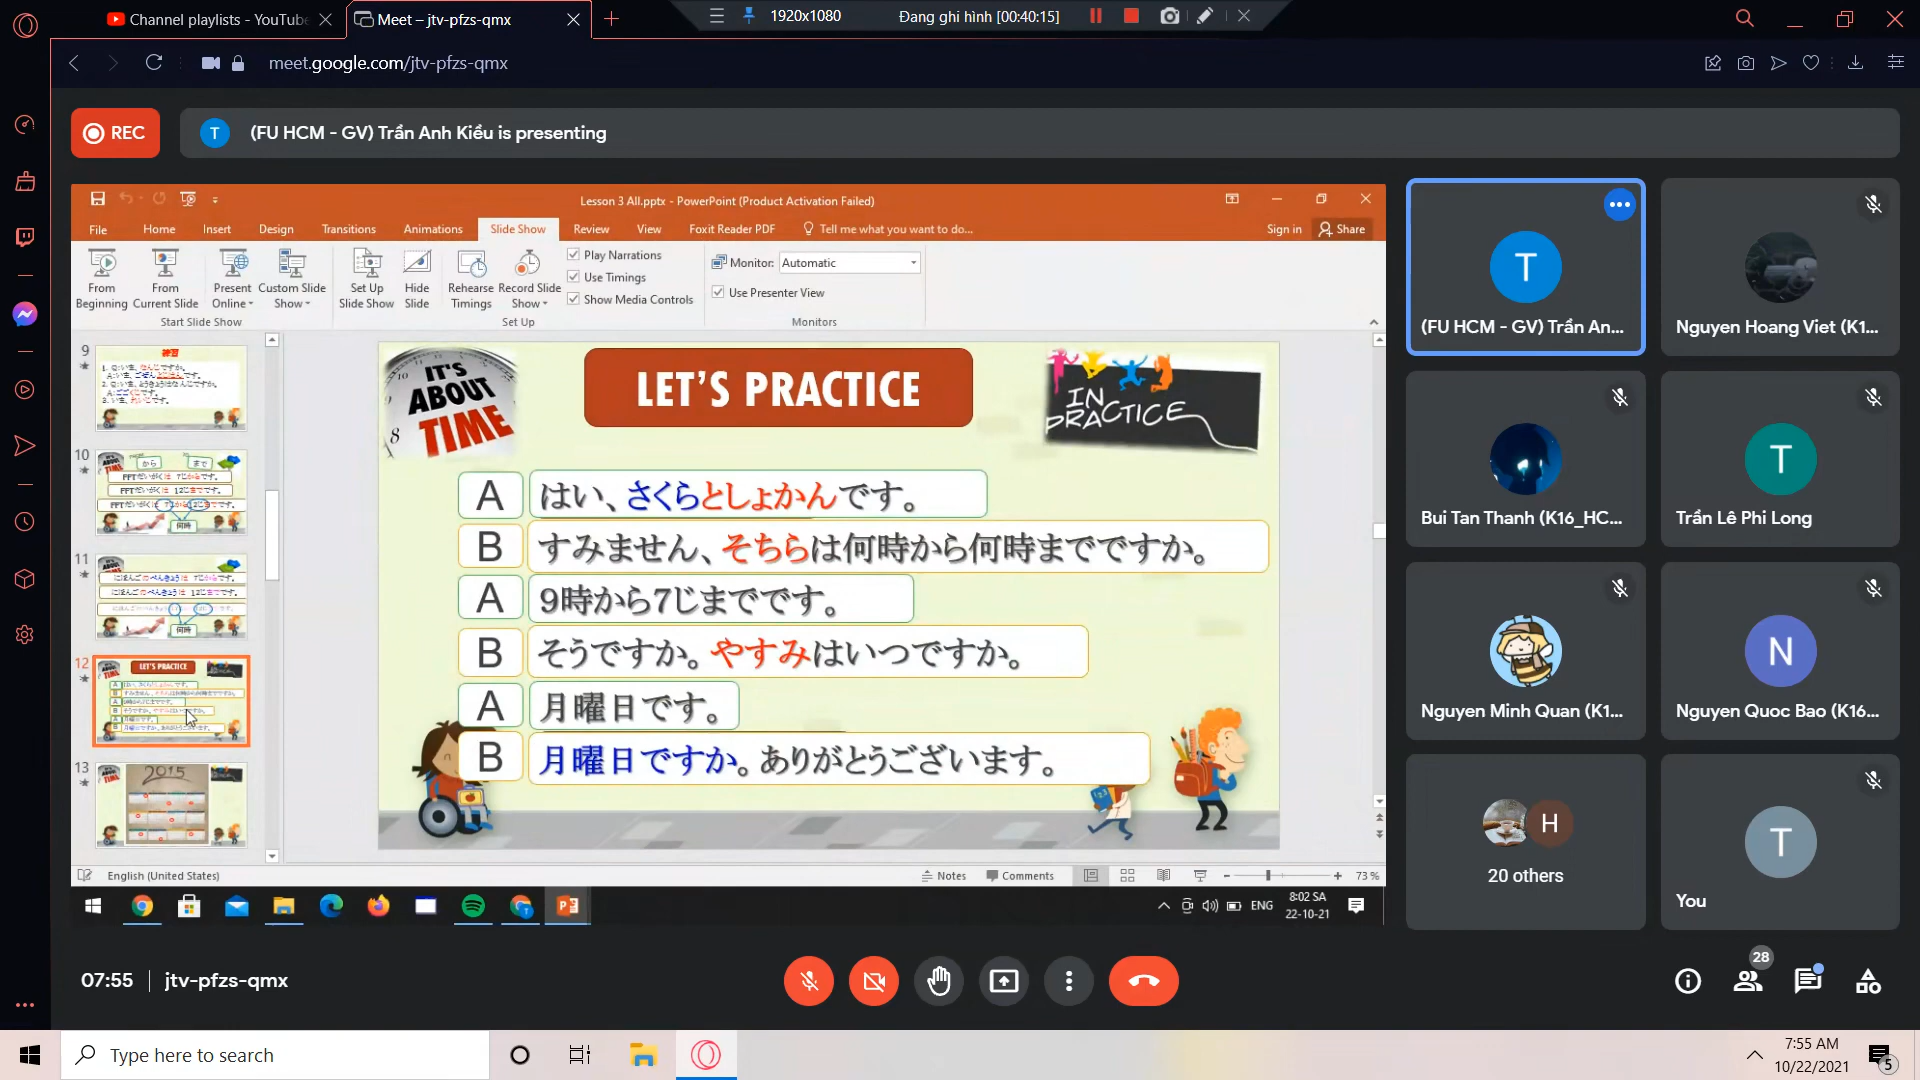 Channel playlists - YouTube
Meet – jtv-pfzs-qmx
1920x1080
Đang ghi hình [00:40:15]
meet.google.com/jtv-pfzs-qmx
REC
T
(FU HCM - GV) Trần Anh Kiều is presenting
Lesson 3 All.pptx - PowerPoint (Product Activation Failed)
File
Home
Insert
Design
Transitions
Animations
Slide Show
Review
View
Foxit Reader PDF
Tell me what you want to do...
Sign in
Share
From Beginning
From Current Slide
Present Online
Custom Slide Show
Set Up Slide Show
Hide Slide
Rehearse Timings
Record Slide Show
Play Narrations
Use Timings
Show Media Controls
Monitor: Automatic
Use Presenter View
Start Slide Show
Set Up
Monitors
9
10
11
12
13
LET'S PRACTICE
2015
IT'S ABOUT TIME
LET'S PRACTICE
IN PRACTICE
A はい、さくらとしょかんです。
B すみません、そちらは何時から何時まででですか。
A 9時から7じまでです。
B そうですか。やすみはいつですか。
A 月曜日です。
B 月曜日ですか。ありがとうございます。
English (United States)
Notes
Comments
73 %
ENG
8:02 SA
22-10-21
T
(FU HCM - GV) Trần An...
Nguyen Hoang Viet (K1...
Bui Tan Thanh (K16_HC...
T
Trần Lê Phi Long
Nguyen Minh Quan (K1...
N
Nguyen Quoc Bao (K16...
H
20 others
T
You
07:55
jtv-pfzs-qmx
28
Type here to search
7:55 AM
10/22/2021
5